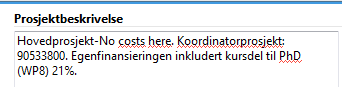 Prosjektbeskrivelse
Hovedprosjekt-No costs here. Koordinatorprosjekt:
90533800. Egenfinansieringen inkludert kursdel til PhD
(WP8) 21%.